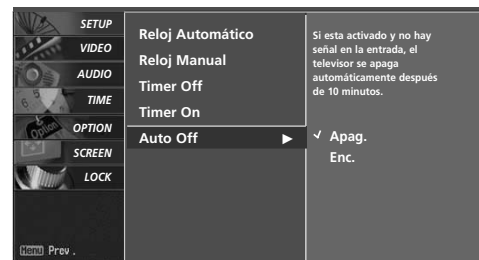 SETUP
VIDEO
AUDIO
TIME
OPTION
SCREEN
LOCK
Menu Prev.
Reloj Automático
Reloj Manual
Timer Off
Timer On
Auto Off ►
Si esta activado y no hay
señal en la entrada, el
televisor se apaga
automáticamente después
de 10 minutos.
✓ Apag.
Enc.